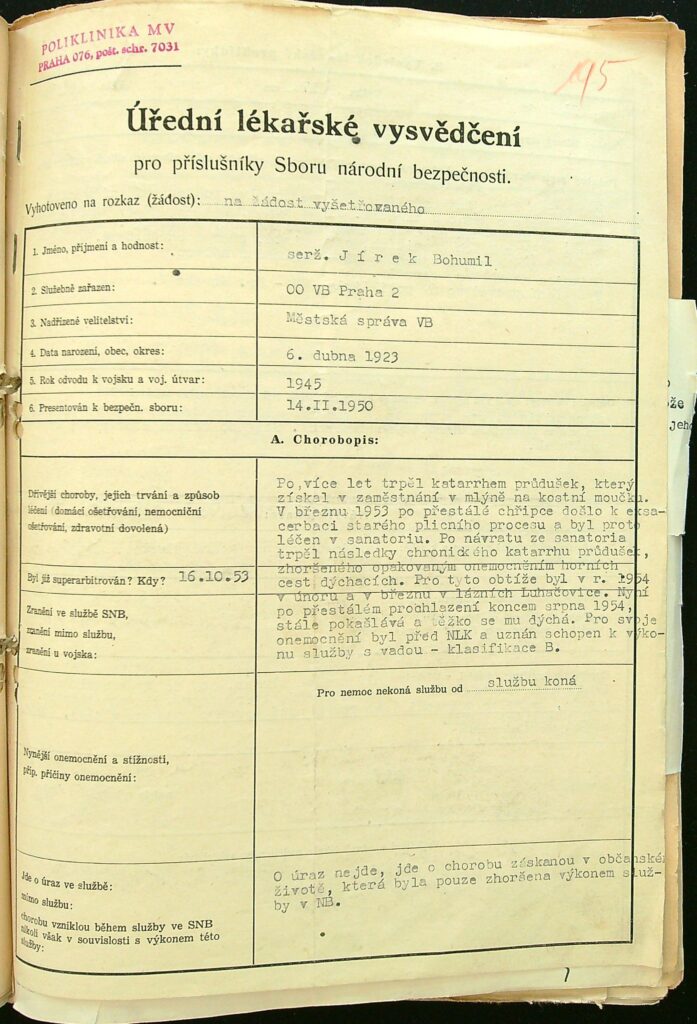 POLIKLINIKA MV
PRAHA 076, pošt. schr. 7031
195
Úřední lékařské vysvědčení
pro příslušníky Sboru národní bezpečnosti.
Vyhotoveno na rozkaz (žádost): na žádost vyšetřovaného
1. Jméno, příjmení a hodnost: serž. J í r e k Bohumil
2. Služebně zařazen: OO VB Praha 2
3. Nadřízené velitelství: Městská správa VB
4. Data narození, obec, okres: 6. dubna 1923
5. Rok odvodu k vojsku a voj. útvar: 1945
6. Presentován k bezpečn. sboru: 14.II.1950
A. Chorobopis:
Dřívější choroby, jejich trvání a způsob
léčení (domácí ošetřování, nemocniční
ošetřování, zdravotní dovolená)
Byl již superarbitrován? Kdy? 16.10.53
Zranění ve službě SNB,
zranění mimo službu,
zranění u vojska:
Po více let trpěl katarrhem průdušek, který
získal v zaměstnání v mlýně na kostní moučku.
V březnu 1953 po přestálé chřipce došlo k exa-
cerbaci starého plicního procesu a byl proto
léčen v sanatoriu. Po návratu ze sanatoria
trpěl následky chronického katarrhu průdušek,
zhoršeného opakovaným onemocněním horních
cest dýchacích. Pro tyto obtíže byl v r. 1954
v únoru a v březnu v lázních Luhačovice. Nyní
po přestálém prochlazení koncem srpna 1954,
stále pokašlává a těžko se mu dýchá. Pro svoje
onemocnění byl před NLK a uznán schopen k výko-
nu služby s vadou - klasifikace B.
Pro nemoc nekoná službu od službu koná
Nynější onemocnění a stížnosti,
příp. příčiny onemocnění:
Jde o úraz ve službě:
mimo službu:
chorobu vzniklou během služby ve SNB
nikoli však v souvislosti s výkonem této
služby:
O úraz nejde, jde o chorobu získanou v občanské
životě, která byla pouze zhoršena výkonem služ-
by v NB.
že
jeho